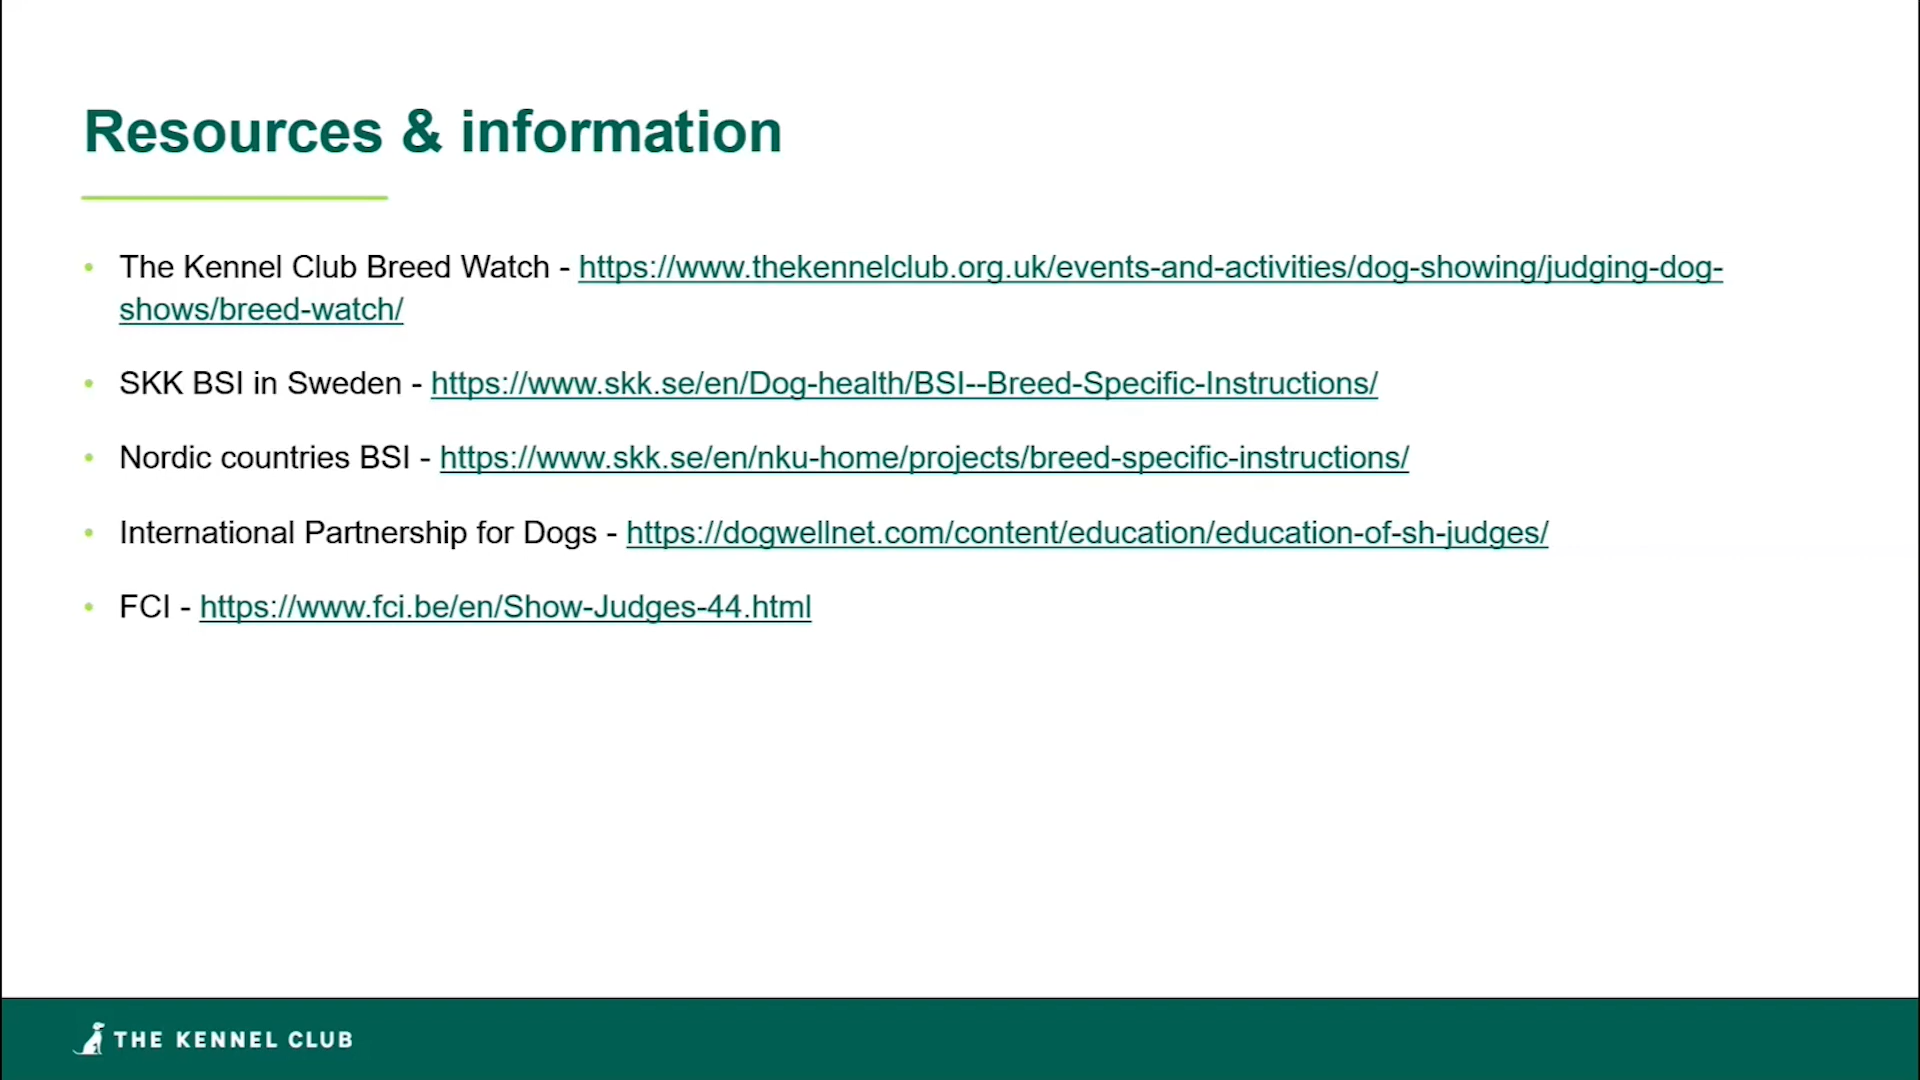 Resources & information
• The Kennel Club Breed Watch - https://www.thekennelclub.org.uk/events-and-activities/dog-showing/judging-dog-
shows/breed-watch/
• SKK BSI in Sweden - https://www.skk.se/en/Dog-health/BSI--Breed-Specific-Instructions/
• Nordic countries BSI - https://www.skk.se/en/nku-home/projects/breed-specific-instructions/
• International Partnership for Dogs - https://dogwellnet.com/content/education/education-of-sh-judges/
• FCI - https://www.fci.be/en/Show-Judges-44.html
THE KENNEL CLUB